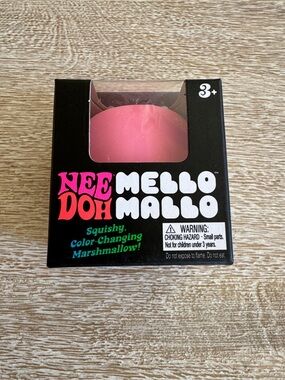 3+
NEE MELLO™
DOH MALLO
Squishy,
Color-Changing
Marshmallow!
⚠ WARNING:
CHOKING HAZARD - Small parts.
Not for children under 3 years.
Do not expose to flame. Do not eat.